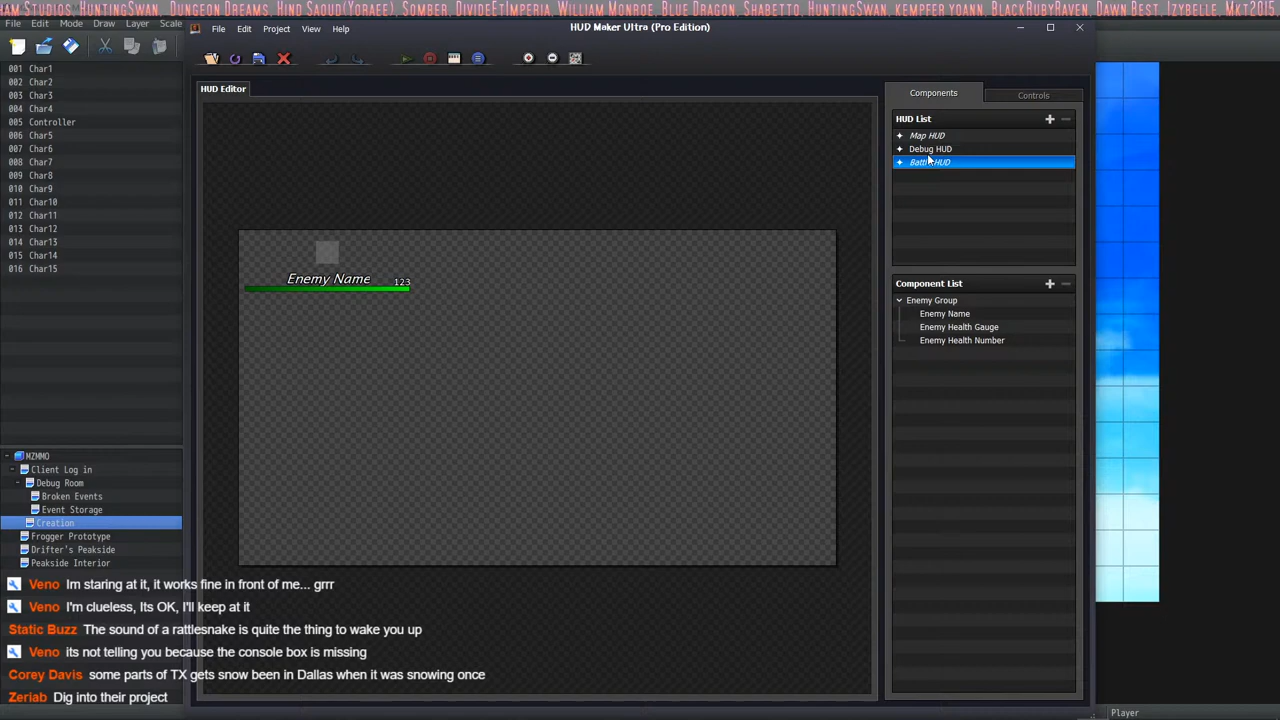 AM STUDIOS, HUNTINGSWAN, DUNGEON DREAMS, HIND SAOUD(YORAEE), SOMBER, DIVIDETIMPERIA, WILLIAM MONROE, BLUE DRAGON, SHABETTO, HUNTINGSWAN, KEMPFER YOANN, BLACKRUBYRAVEN, DAWN BEST, IZYBELLE, MKT2015
File Edit Mode Draw Layer Scale
File Edit Project View Help
HUD Maker Ultra (Pro Edition)
001 Char1
002 Char2
003 Char3
004 Char4
005 Controller
006 Char5
007 Char6
008 Char7
009 Char8
010 Char9
011 Char10
012 Char11
013 Char12
014 Char13
015 Char14
016 Char15
HUD Editor
Enemy Name
123
Components
Controls
HUD List
Map HUD
Debug HUD
Battle HUD
Component List
Enemy Group
Enemy Name
Enemy Health Gauge
Enemy Health Number
MZMMO
Client Log in
Debug Room
Broken Events
Event Storage
Creation
Frogger Prototype
Drifter's Peakside
Peakside Interior
Veno Im staring at it, it works fine in front of me... grrr
Veno I'm clueless, Its OK, I'll keep at it
Static Buzz The sound of a rattlesnake is quite the thing to wake you up
Veno its not telling you because the console box is missing
Corey Davis some parts of TX gets snow been in Dallas when it was snowing once
Zeriab Dig into their project
Player